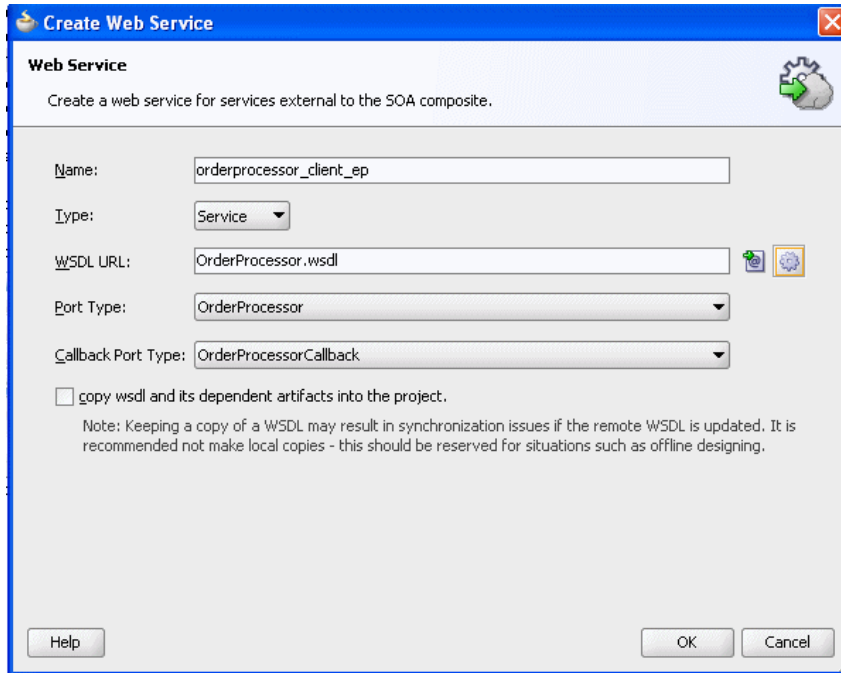 Create Web Service
Web Service
Create a web service for services external to the SOA composite.
Name: orderprocessor_client_ep
Type: Service
WSDL URL: OrderProcessor.wsdl
Port Type: OrderProcessor
Callback Port Type: OrderProcessorCallback
copy wsdl and its dependent artifacts into the project.
Note: Keeping a copy of a WSDL may result in synchronization issues if the remote WSDL is updated. It is
recommended not make local copies - this should be reserved for situations such as offline designing.
Help OK Cancel